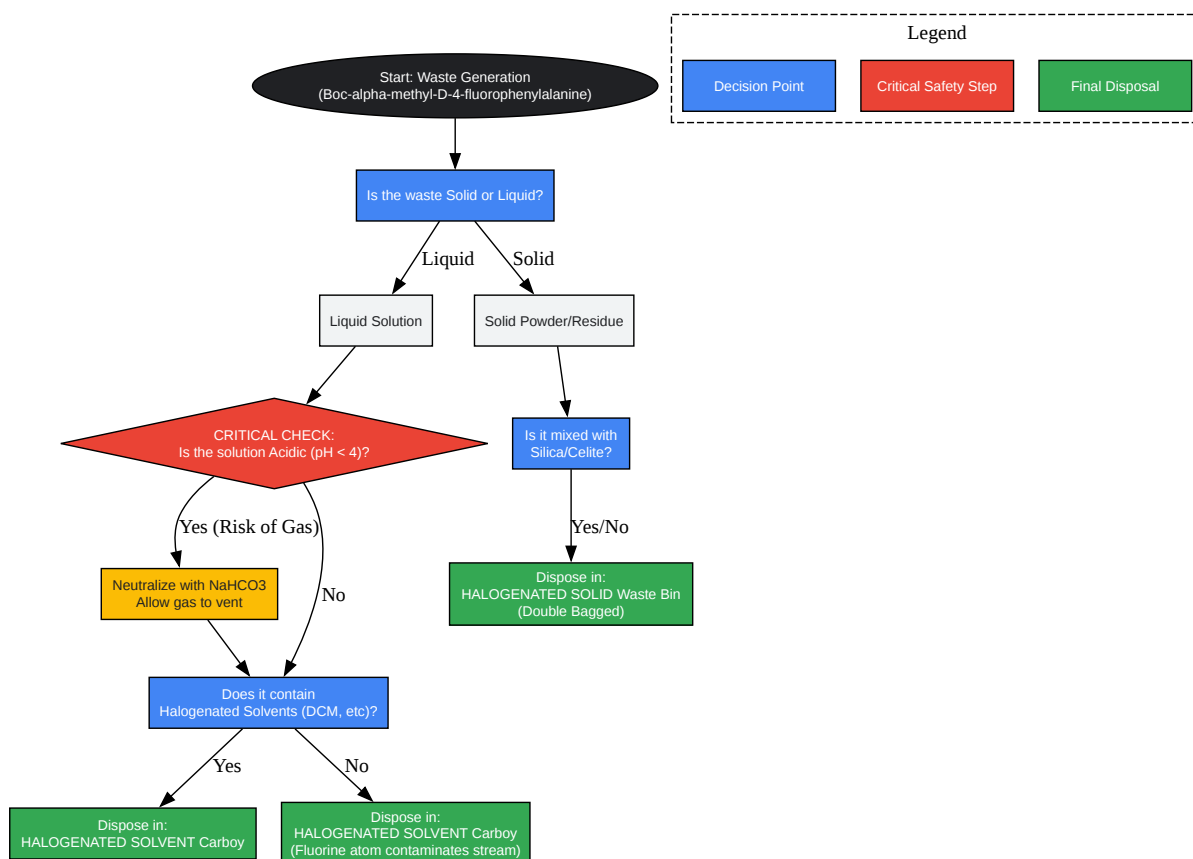 Legend
Decision Point
Critical Safety Step
Final Disposal
Start: Waste Generation
(Boc-alpha-methyl-D-4-fluorophenylalanine)
Is the waste Solid or Liquid?
Liquid
Solid
Liquid Solution
Solid Powder/Residue
CRITICAL CHECK:
Is the solution Acidic (pH < 4)?
Is it mixed with
Silica/Celite?
Yes (Risk of Gas)
No
Yes/No
Neutralize with NaHCO3
Allow gas to vent
Dispose in:
HALOGENATED SOLID Waste Bin
(Double Bagged)
Does it contain
Halogenated Solvents (DCM, etc)?
Yes
No
Dispose in:
HALOGENATED SOLVENT Carboy
Dispose in:
HALOGENATED SOLVENT Carboy
(Fluorine atom contaminates stream)